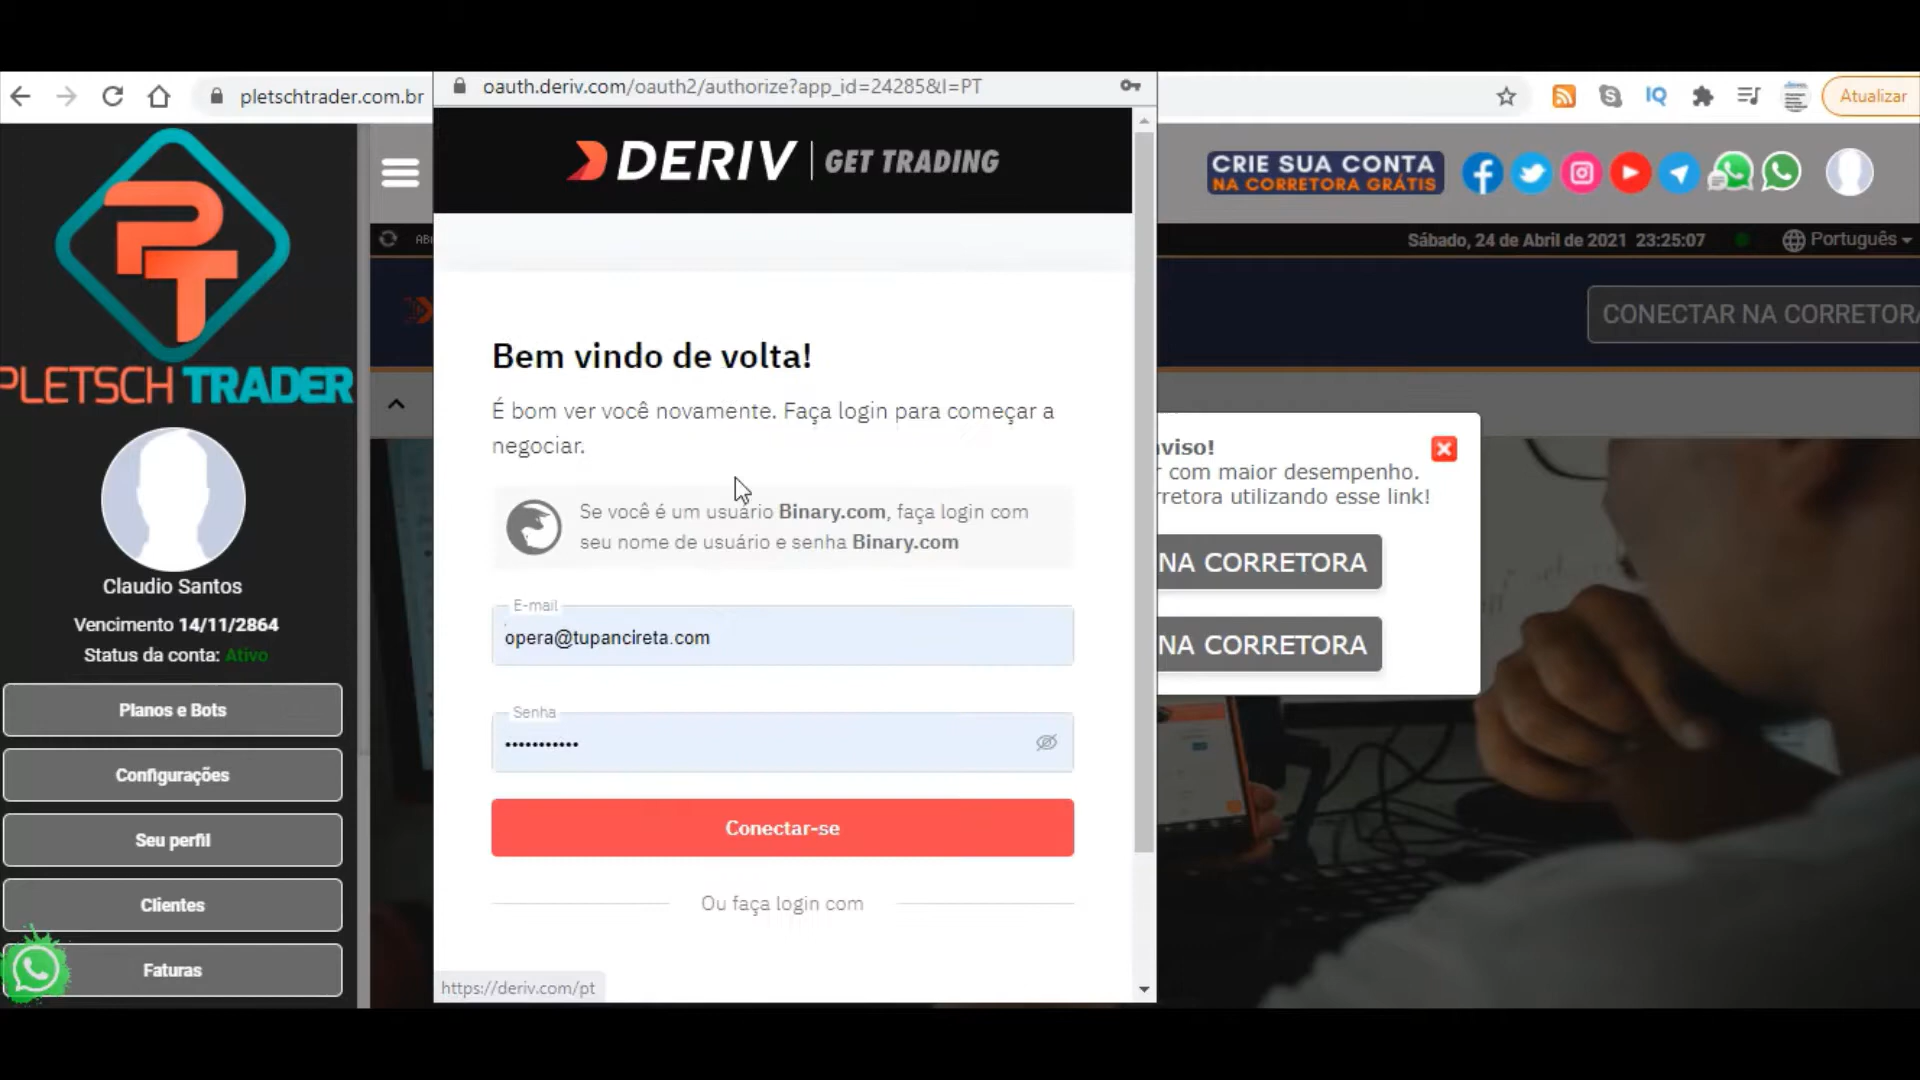 pletschtrader.com.br
oauth.deriv.com/oauth2/authorize?app_id=24285&l=PT
IQ
Atualizar
PT
PLETSCH TRADER
Claudio Santos
Vencimento 14/11/2864
Status da conta: Ativo
Planos e Bots
Configurações
Seu perfil
Clientes
Faturas
DERIV | GET TRADING
Bem vindo de volta!
É bom ver você novamente. Faça login para começar a
negociar.
Se você é um usuário Binary.com, faça login com
seu nome de usuário e senha Binary.com
E-mail
opera@tupancireta.com
Senha
•••••••••••
Conectar-se
Ou faça login com
https://deriv.com/pt
CRIE SUA CONTA
NA CORRETORA GRÁTIS
Sábado, 24 de Abril de 2021 23:25:07
Português
CONECTAR NA CORRETORA
viso!
r com maior desempenho.
rretora utilizando esse link!
NA CORRETORA
NA CORRETORA